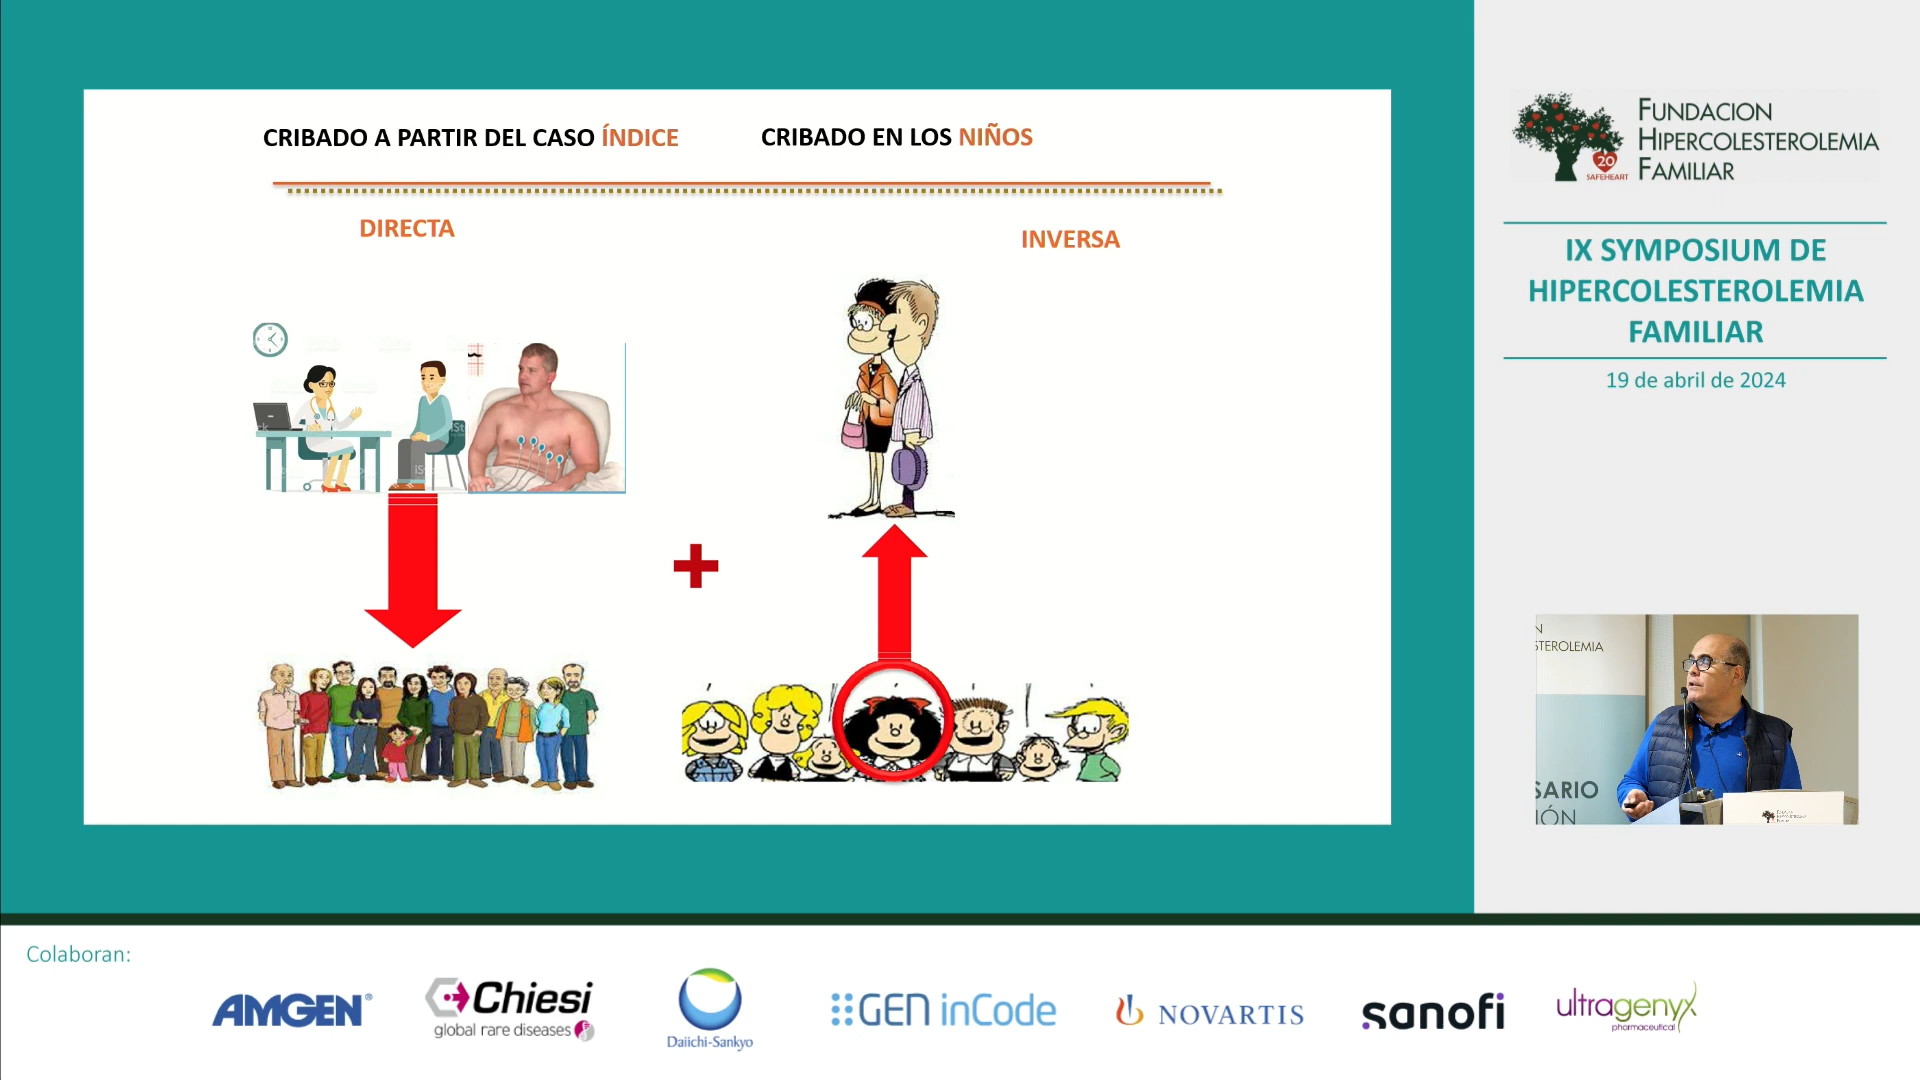 CRIBADO A PARTIR DEL CASO ÍNDICE
CRIBADO EN LOS NIÑOS
DIRECTA
INVERSA
FUNDACION
HIPERCOLESTEROLEMIA
FAMILIAR
20
SAFEHEART
IX SYMPOSIUM DE
HIPERCOLESTEROLEMIA
FAMILIAR
19 de abril de 2024
N
STEROLEMIA
SARIO
IÓN
Colaboran:
AMGEN®
Chiesi
global rare diseases
Daiichi-Sankyo
GEN inCode
NOVARTIS
sanofi
ultragenyx
pharmaceutical